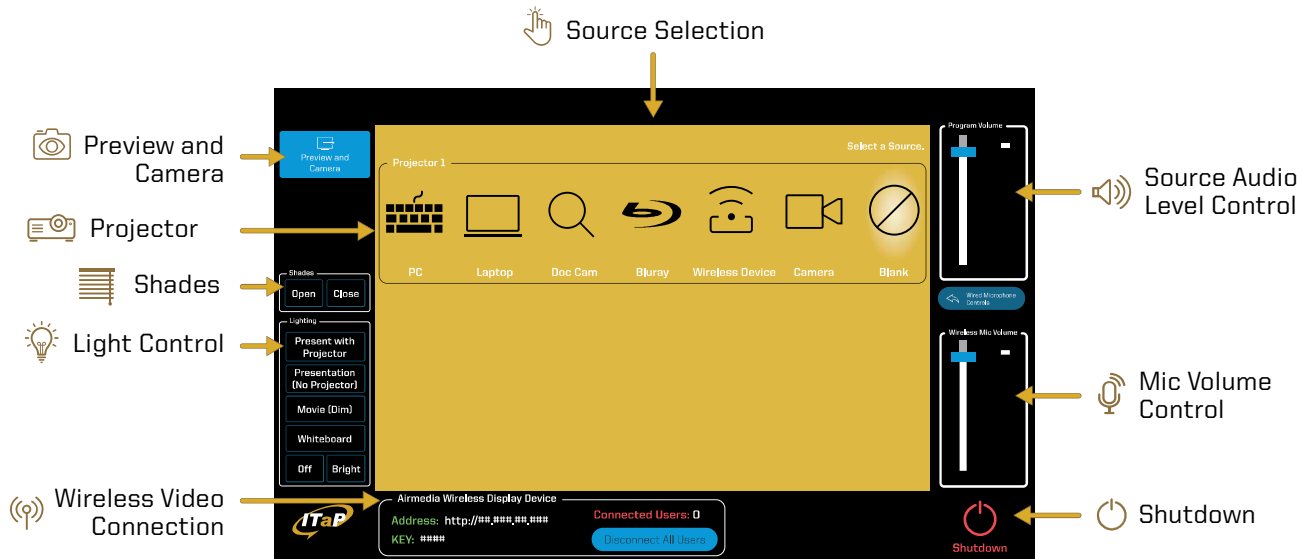 Source Selection
Preview and
Camera
Projector
Shades
Light Control
Wireless Video
Connection
Preview and
Camera
Shades
Open Close
Lighting
Present with
Projector
Presentation
(No Projector)
Movie (Dim)
Whiteboard
Off Bright
ITaP
Select a Source.
Projector 1
PC Laptop Doc Cam Bluray Wireless Device Camera Blank
Airmedia Wireless Display Device
Address: http://##.###.##.### Connected Users: 0
KEY: #### Disconnect All Users
Program Volume
Wired Microphone
Controls
Wireless Mic Volume
Shutdown
Source Audio
Level Control
Mic Volume
Control
Shutdown